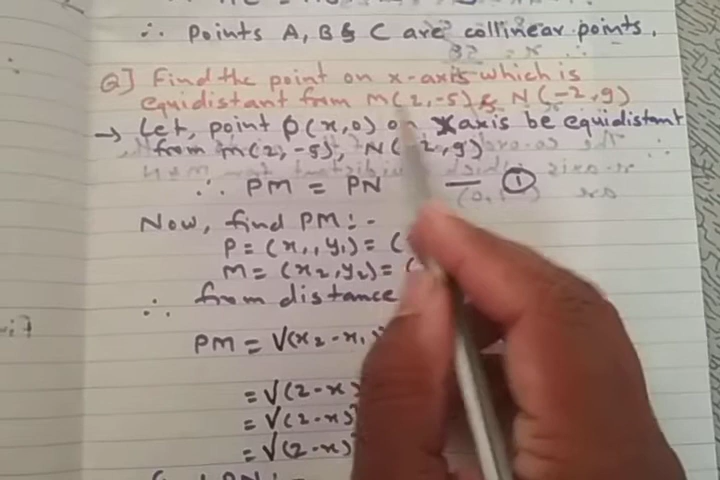 ∴ Points A, B & C are collinear points.
Q] Find the point on x-axis which is
equidistant from M(2,-5) & N(-2,9)
→ Let, point P(x,0) on x axis be equidistant
from M(2,-5), N( 2,9)
∴ PM = PN — ①
Now, find PM:-
P = (x₁, y₁) = (
M = (x₂, y₂) = (
∴ from distance
PM = √(x₂-x₁)
= √(2-x)
= √(2-x)
= √(2-x)